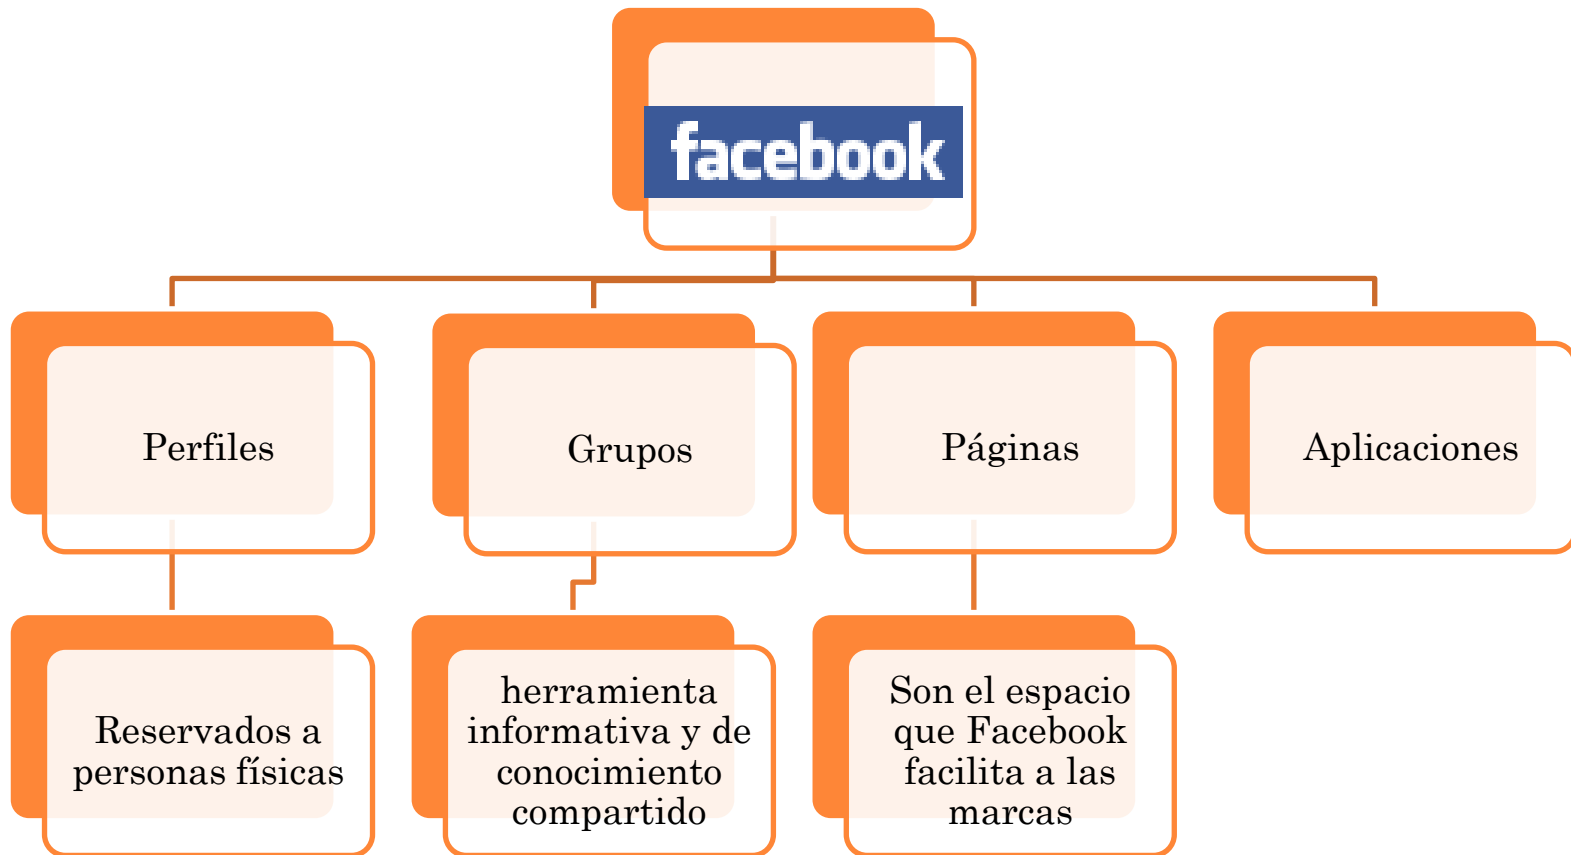 facebook
Perfiles
Grupos
Páginas
Aplicaciones
Reservados a
personas físicas
herramienta
informativa y de
conocimiento
compartido
Son el espacio
que Facebook
facilita a las
marcas